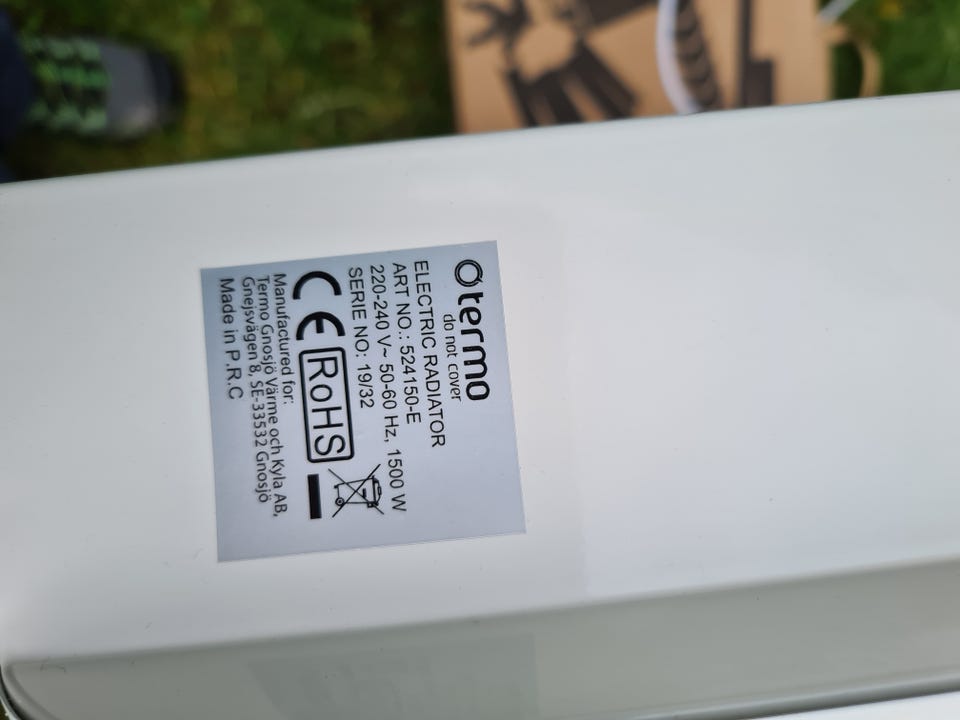 termo
do not cover
ELECTRIC RADIATOR
ART NO.: 524150-E
220-240 V~ 50-60 Hz, 1500 W
SERIE NO: 19/32
CE RoHS
Manufactured for:
Termo Gnosjö Värme och Kyla AB,
Gnejsvägen 8, SE-33532 Gnosjö
Made in P.R.C